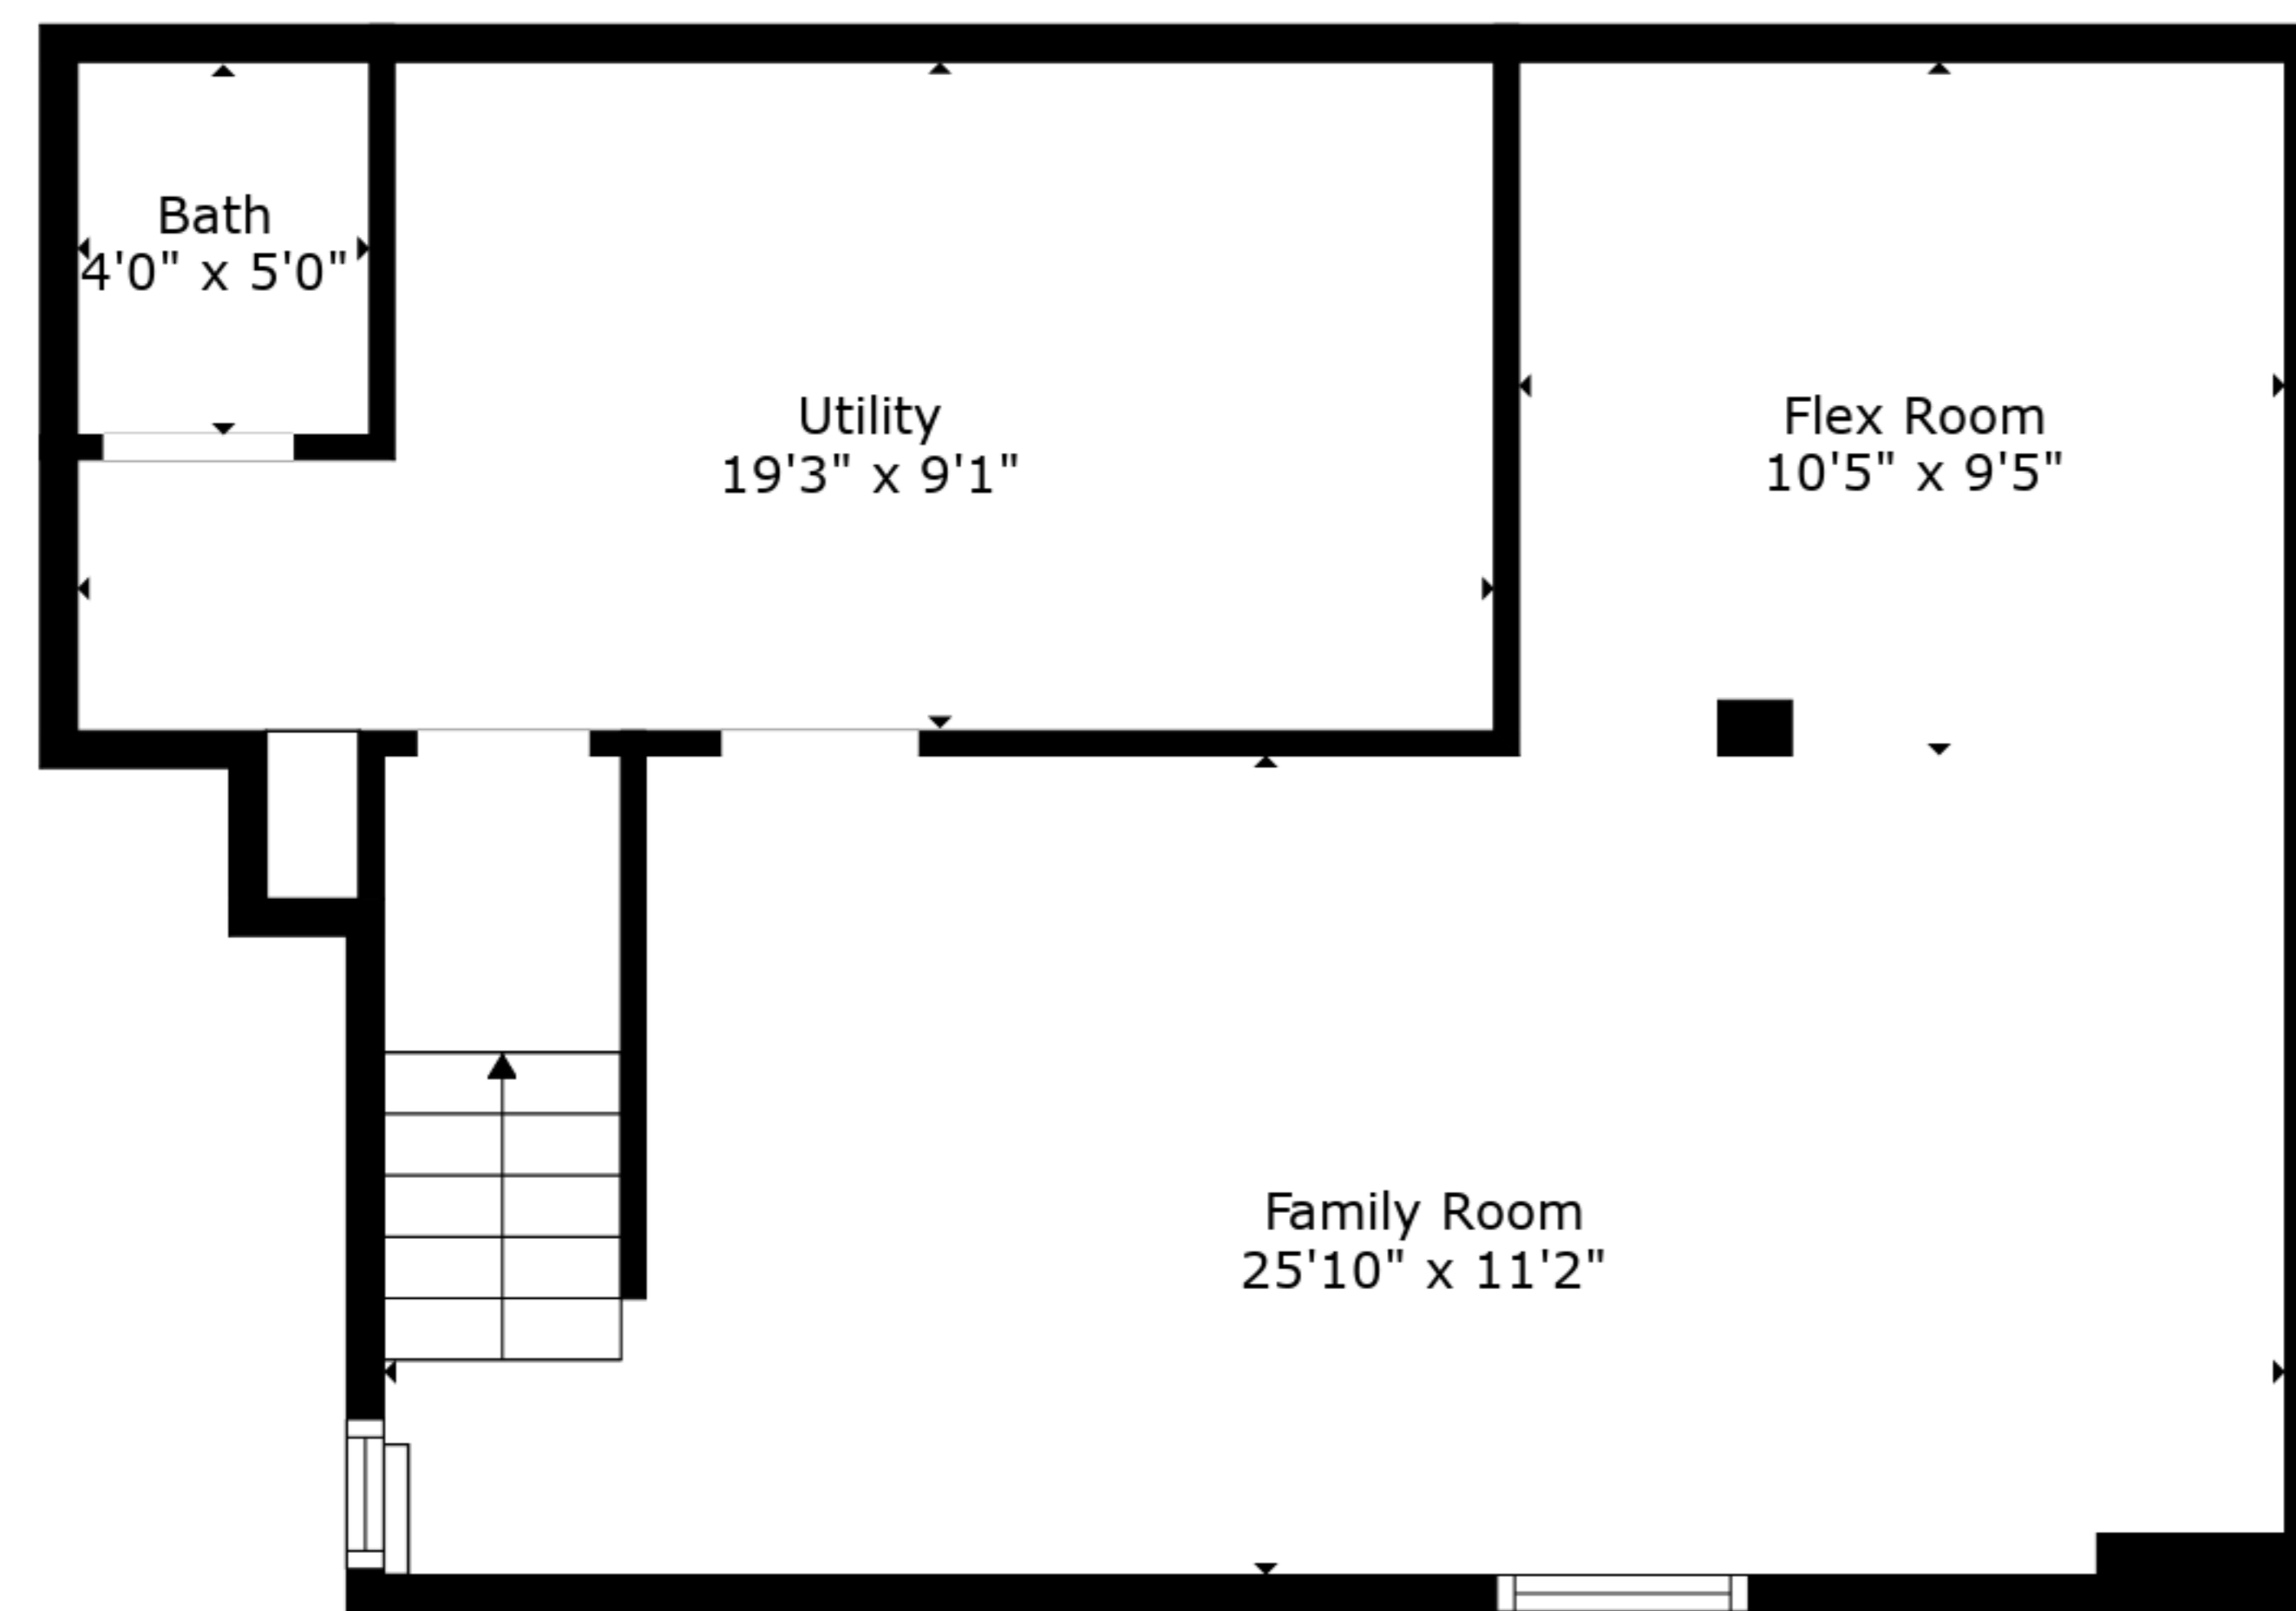 Bath
4'0" x 5'0"
Utility
19'3" x 9'1"
Flex Room
10'5" x 9'5"
Family Room
25'10" x 11'2"